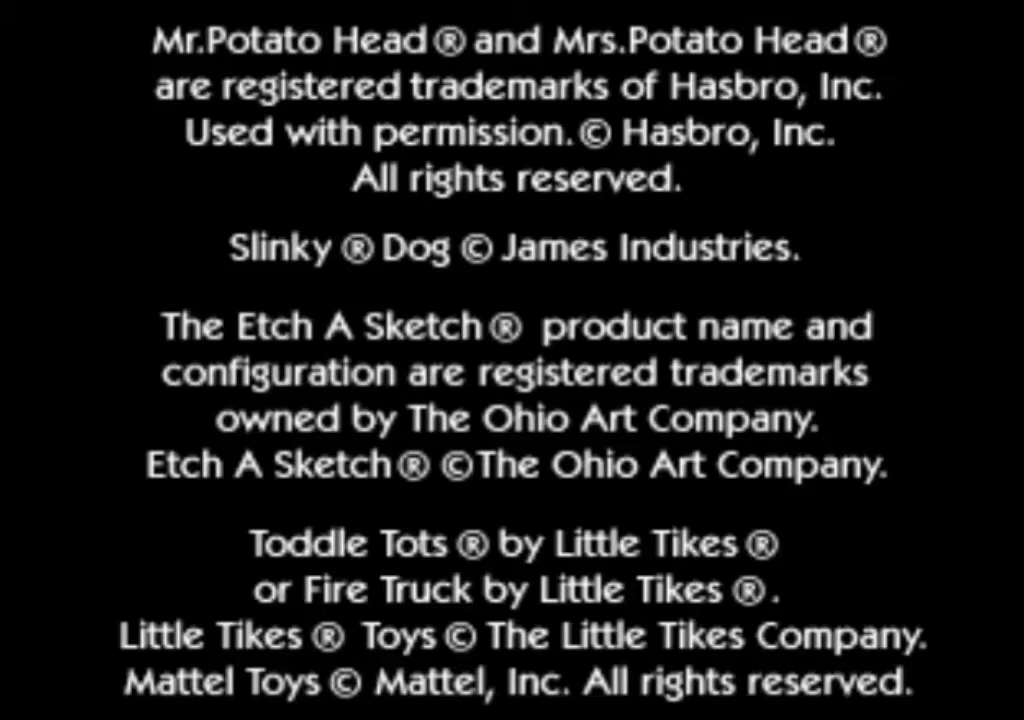 Mr.Potato Head ® and Mrs.Potato Head ®
are registered trademarks of Hasbro, Inc.
Used with permission. © Hasbro, Inc.
All rights reserved.
Slinky ® Dog © James Industries.
The Etch A Sketch ® product name and
configuration are registered trademarks
owned by The Ohio Art Company.
Etch A Sketch ® © The Ohio Art Company.
Toddle Tots ® by Little Tikes ®
or Fire Truck by Little Tikes ® .
Little Tikes ® Toys © The Little Tikes Company.
Mattel Toys © Mattel, Inc. All rights reserved.